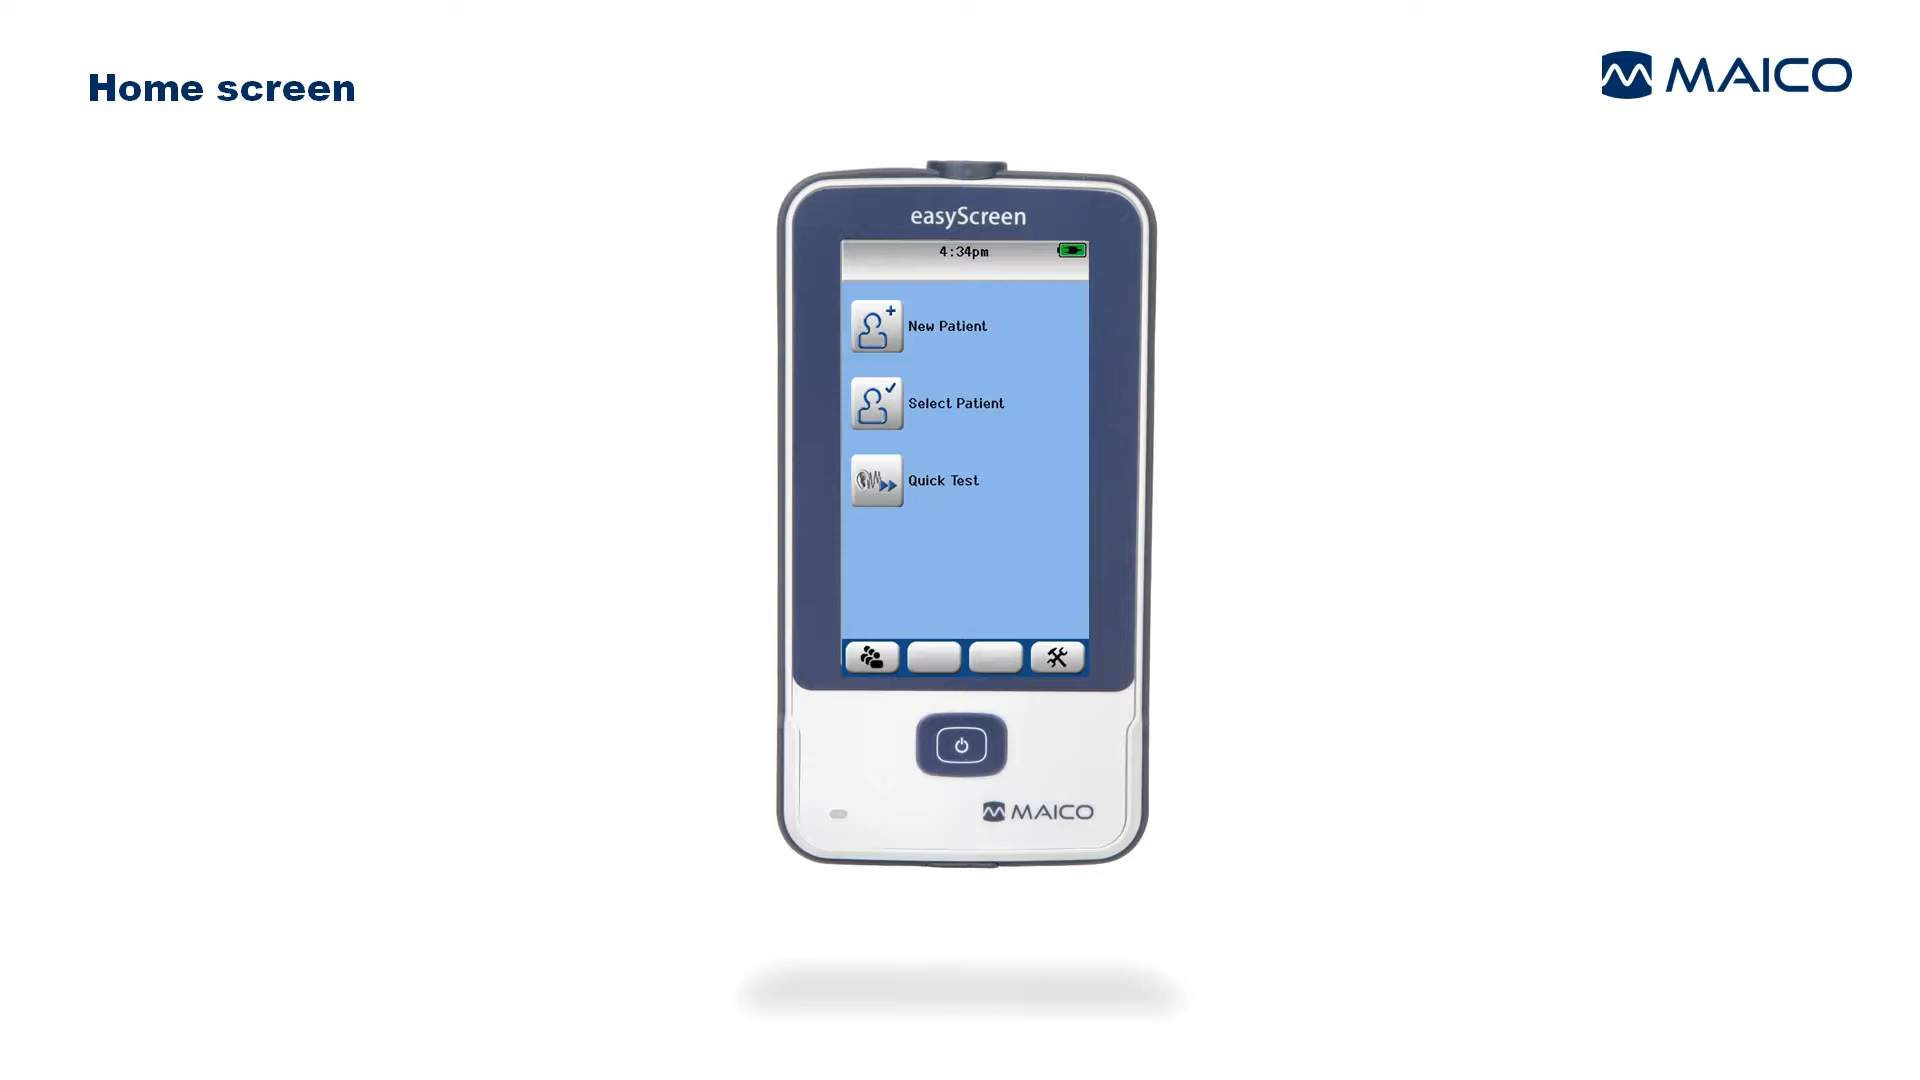 Home screen
MAICO
easyScreen
4:34pm
New Patient
Select Patient
Quick Test
MAICO